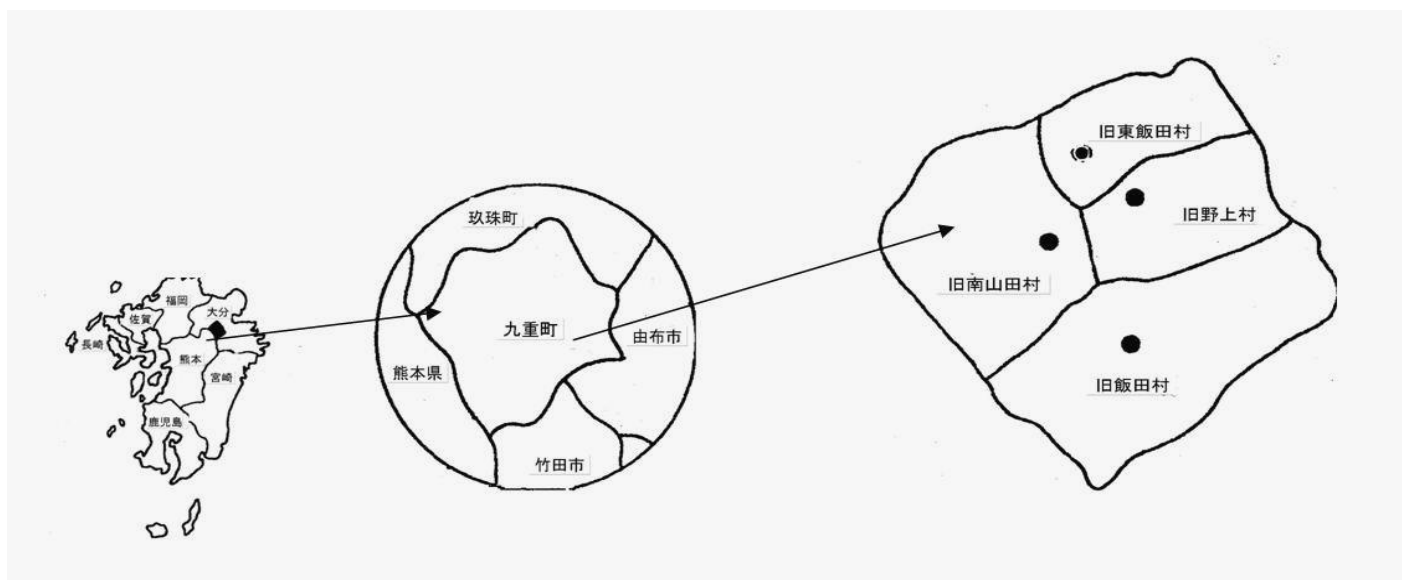 福岡
大分
佐賀
長崎
熊本
宮崎
鹿児島
玖珠町
九重町
由布市
熊本県
竹田市
旧東飯田村
旧野上村
旧南山田村
旧飯田村